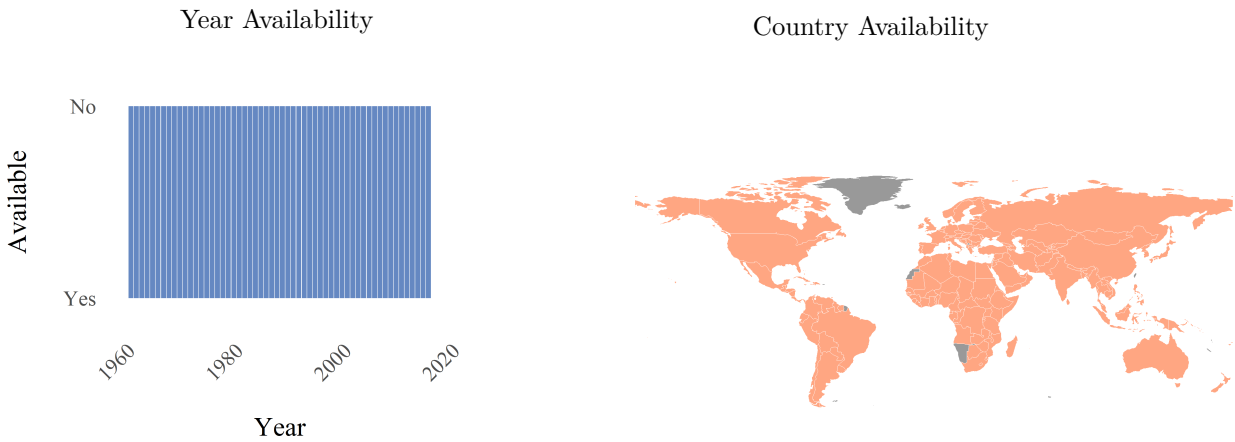 Year Availability
No
Available
Yes
1960
1980
2000
2020
Year
Country Availability